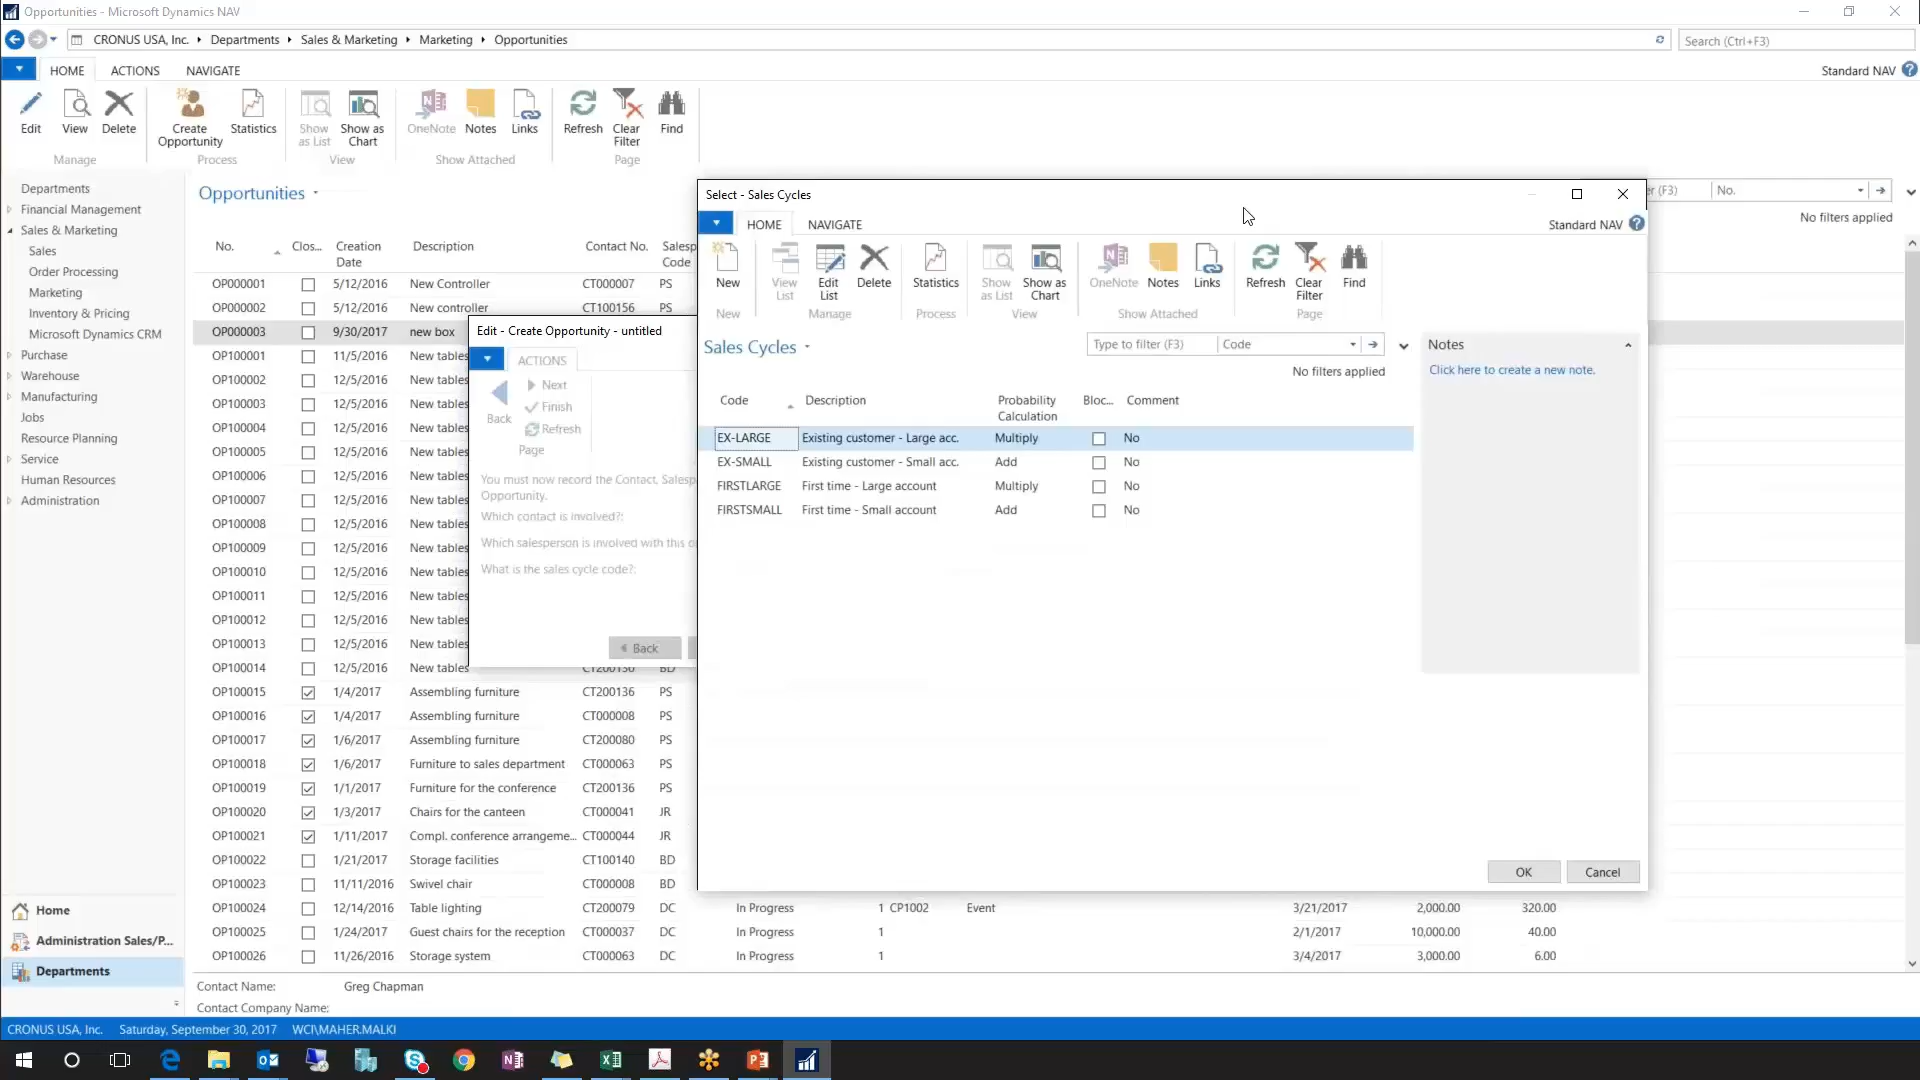 Opportunities - Microsoft Dynamics NAV
CRONUS USA, Inc. Departments Sales & Marketing Marketing Opportunities
Search (Ctrl+F3)
HOME ACTIONS NAVIGATE
Standard NAV
Edit View Delete Create Opportunity Statistics Show as List Show as Chart OneNote Notes Links Refresh Clear Filter Find
Manage Process View Show Attached Page
Departments
Financial Management
Sales & Marketing
Sales
Order Processing
Marketing
Inventory & Pricing
Microsoft Dynamics CRM
Purchase
Warehouse
Manufacturing
Jobs
Resource Planning
Service
Human Resources
Administration
Home
Administration Sales/P...
Departments
Opportunities
(F3) No.
No filters applied
No. Clos... Creation Date Description Contact No. Code
OP000001 5/12/2016 New Controller CT000007 PS
OP000002 5/12/2016 New controller CT100156 PS
OP000003 9/30/2017 new box
OP100001 11/5/2016 New tables
OP100002 12/5/2016 New tables
OP100003 12/5/2016 New tables
OP100004 12/5/2016 New tables
OP100005 12/5/2016 New tables
OP100006 12/5/2016 New tables
OP100007 12/5/2016 New tables
OP100008 12/5/2016 New tables
OP100009 12/5/2016 New tables
OP100010 12/5/2016 New tables
OP100011 12/5/2016 New tables
OP100012 12/5/2016 New tables
OP100013 12/5/2016 New tables
OP100014 12/5/2016 New tables
OP100015 1/4/2017 Assembling furniture CT200136 PS
OP100016 1/4/2017 Assembling furniture CT000008 PS
OP100017 1/6/2017 Assembling furniture CT200080 PS
OP100018 1/6/2017 Furniture to sales department CT000063 PS
OP100019 1/1/2017 Furniture for the conference CT200136 PS
OP100020 1/3/2017 Chairs for the canteen CT000041 JR
OP100021 1/11/2017 Compl. conference arrangeme... CT000044 JR
OP100022 1/21/2017 Storage facilities CT100140 BD
OP100023 11/11/2016 Swivel chair CT000008 BD
OP100024 12/14/2016 Table lighting CT200079 DC In Progress 1 CP1002 Event 3/21/2017 2,000.00 320.00
OP100025 1/24/2017 Guest chairs for the reception CT000037 DC In Progress 1 2/1/2017 10,000.00 40.00
OP100026 11/26/2016 Storage system CT000063 DC In Progress 1 3/4/2017 3,000.00 6.00
Contact Name: Greg Chapman
Contact Company Name:
Edit - Create Opportunity - untitled
ACTIONS
Back
Next
Finish
Refresh
Page
You must now record the Contact,
Opportunity.
Which contact is involved?:
Which salesperson is involved with this
What is the sales cycle code?:
Back
Select - Sales Cycles
HOME NAVIGATE
Standard NAV
New View List Edit List Delete Statistics Show as List Show as Chart OneNote Notes Links Refresh Clear Filter Find
New Manage Process View Show Attached Page
Sales Cycles
Type to filter (F3) Code
No filters applied
Code Description Probability Calculation Bloc... Comment
EX-LARGE Existing customer - Large acc. Multiply No
EX-SMALL Existing customer - Small acc. Add No
FIRSTLARGE First time - Large account Multiply No
FIRSTSMALL First time - Small account Add No
Notes
Click here to create a new note.
OK Cancel
CRONUS USA, Inc. Saturday, September 30, 2017 WCI\MAHER.MALKI